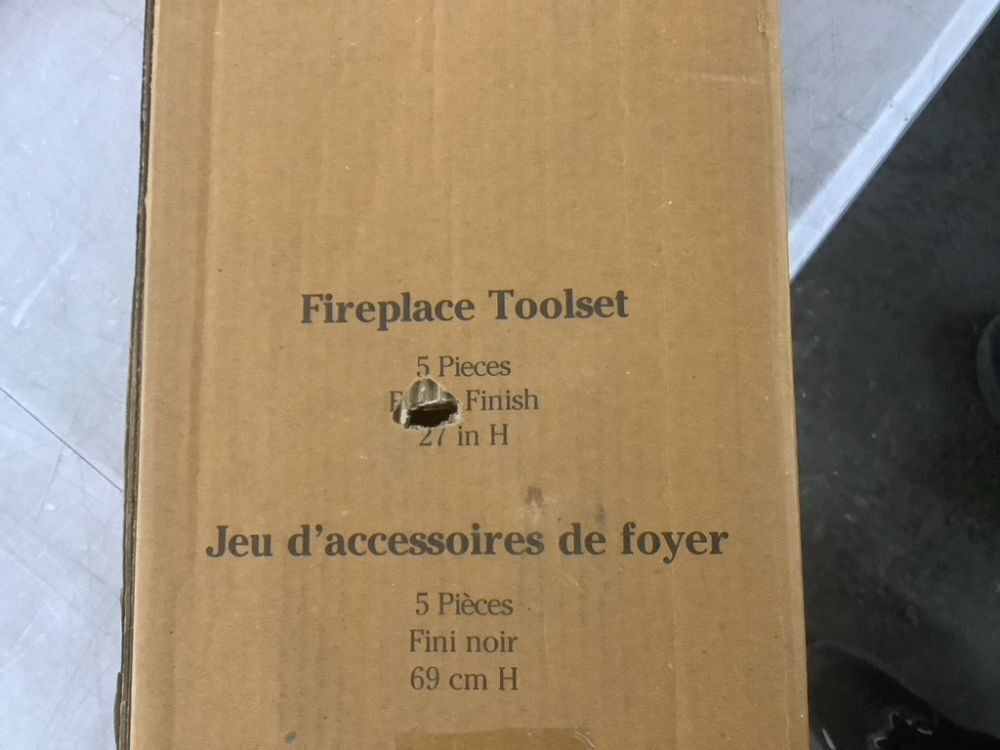 Fireplace Toolset
5 Pieces
Finish
27 in H
Jeu d'accessoires de foyer
5 Pièces
Fini noir
69 cm H